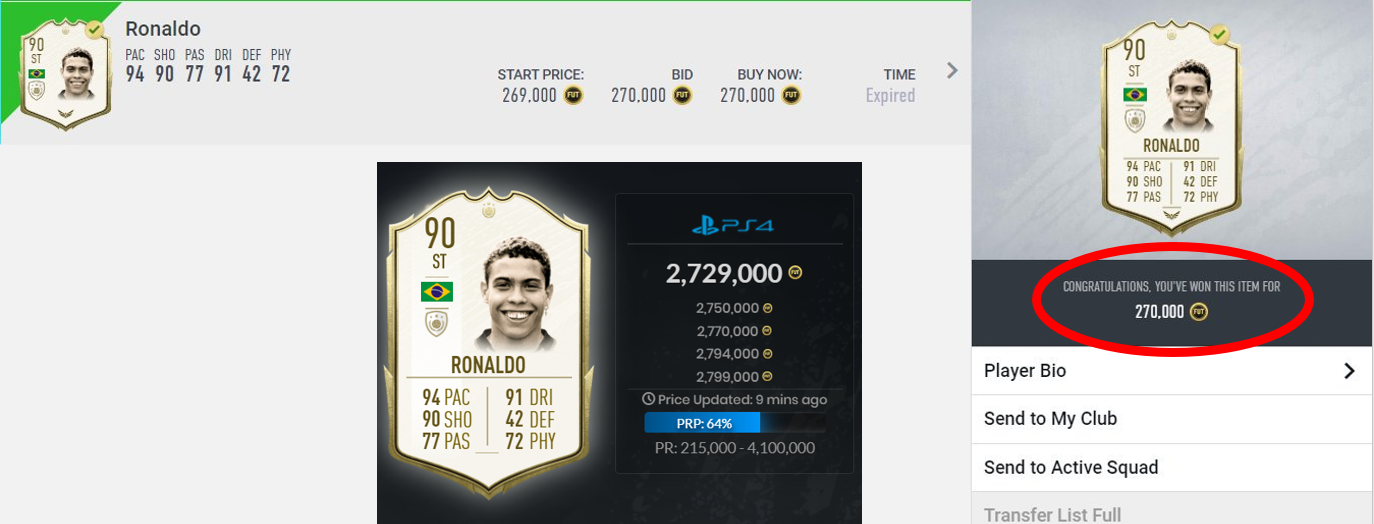 90
ST
Ronaldo
PAC SHO PAS DRI DEF PHY
94 90 77 91 42 72
START PRICE: BID BUY NOW: TIME
269,000 FUT 270,000 FUT 270,000 FUT Expired
90
ST
RONALDO
94 PAC 91 DRI
90 SHO 42 DEF
77 PAS 72 PHY
PS4
2,729,000 FUT
2,750,000
2,770,000
2,794,000
2,799,000
Price Updated: 9 mins ago
PRP: 64%
PR: 215,000 - 4,100,000
90
ST
RONALDO
94 PAC 91 DRI
90 SHO 42 DEF
77 PAS 72 PHY
CONGRATULATIONS, YOU'VE WON THIS ITEM FOR
270,000 FUT
Player Bio
Send to My Club
Send to Active Squad
Transfer List Full